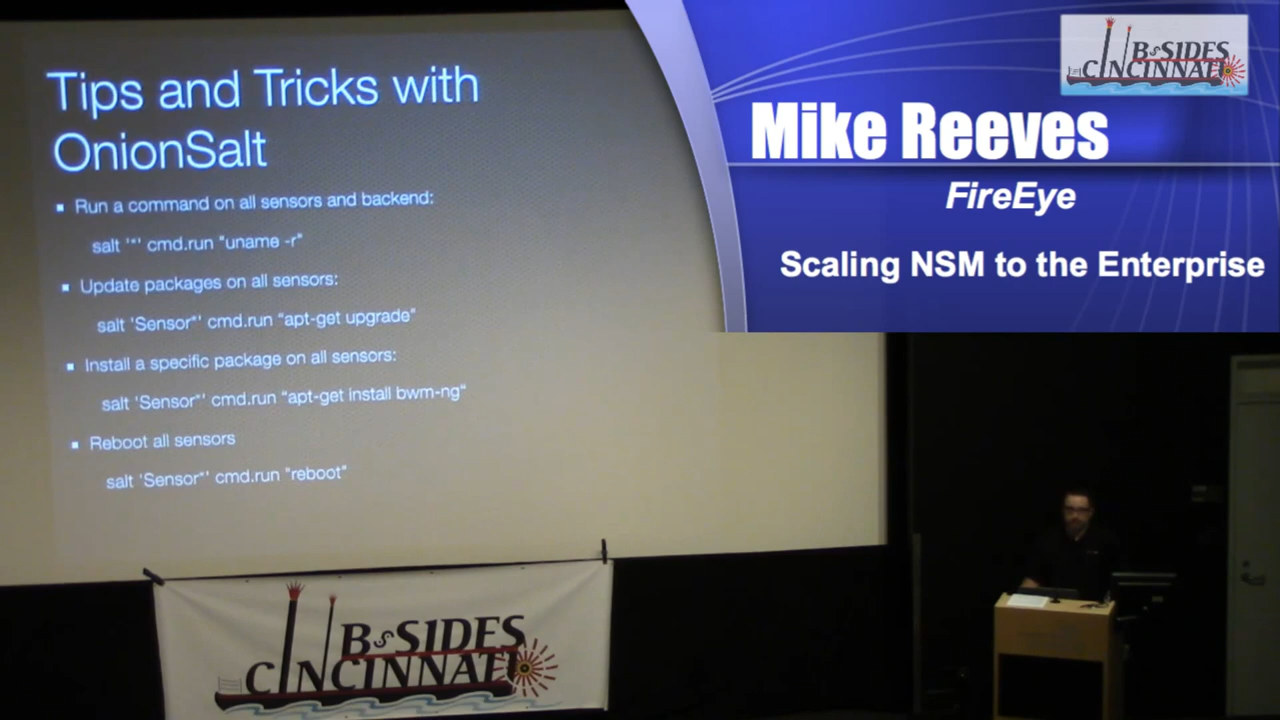 Tips and Tricks with
OnionSalt
▪ Run a command on all sensors and backend:
salt '*' cmd.run "uname -r"
▪ Update packages on all sensors:
salt 'Sensor*' cmd.run "apt-get upgrade"
▪ Install a specific package on all sensors:
salt 'Sensor*' cmd.run "apt-get install bwm-ng"
▪ Reboot all sensors
salt 'Sensor*' cmd.run "reboot"
BSIDES
CINCINNATI
Mike Reeves
FireEye
Scaling NSM to the Enterprise
BSIDES
CINCINNATI